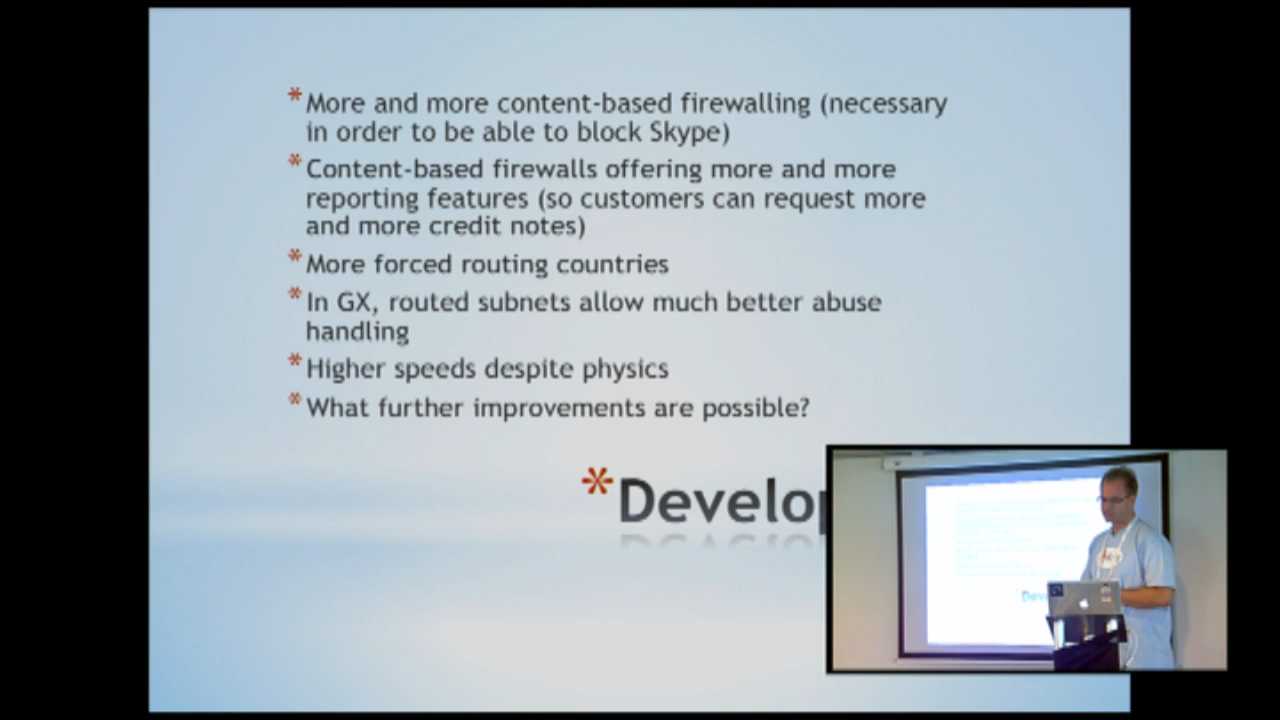 * More and more content-based firewalling (necessary
in order to be able to block Skype)
* Content-based firewalls offering more and more
reporting features (so customers can request more
and more credit notes)
* More forced routing countries
* In GX, routed subnets allow much better abuse
handling
* Higher speeds despite physics
* What further improvements are possible?
* Develop